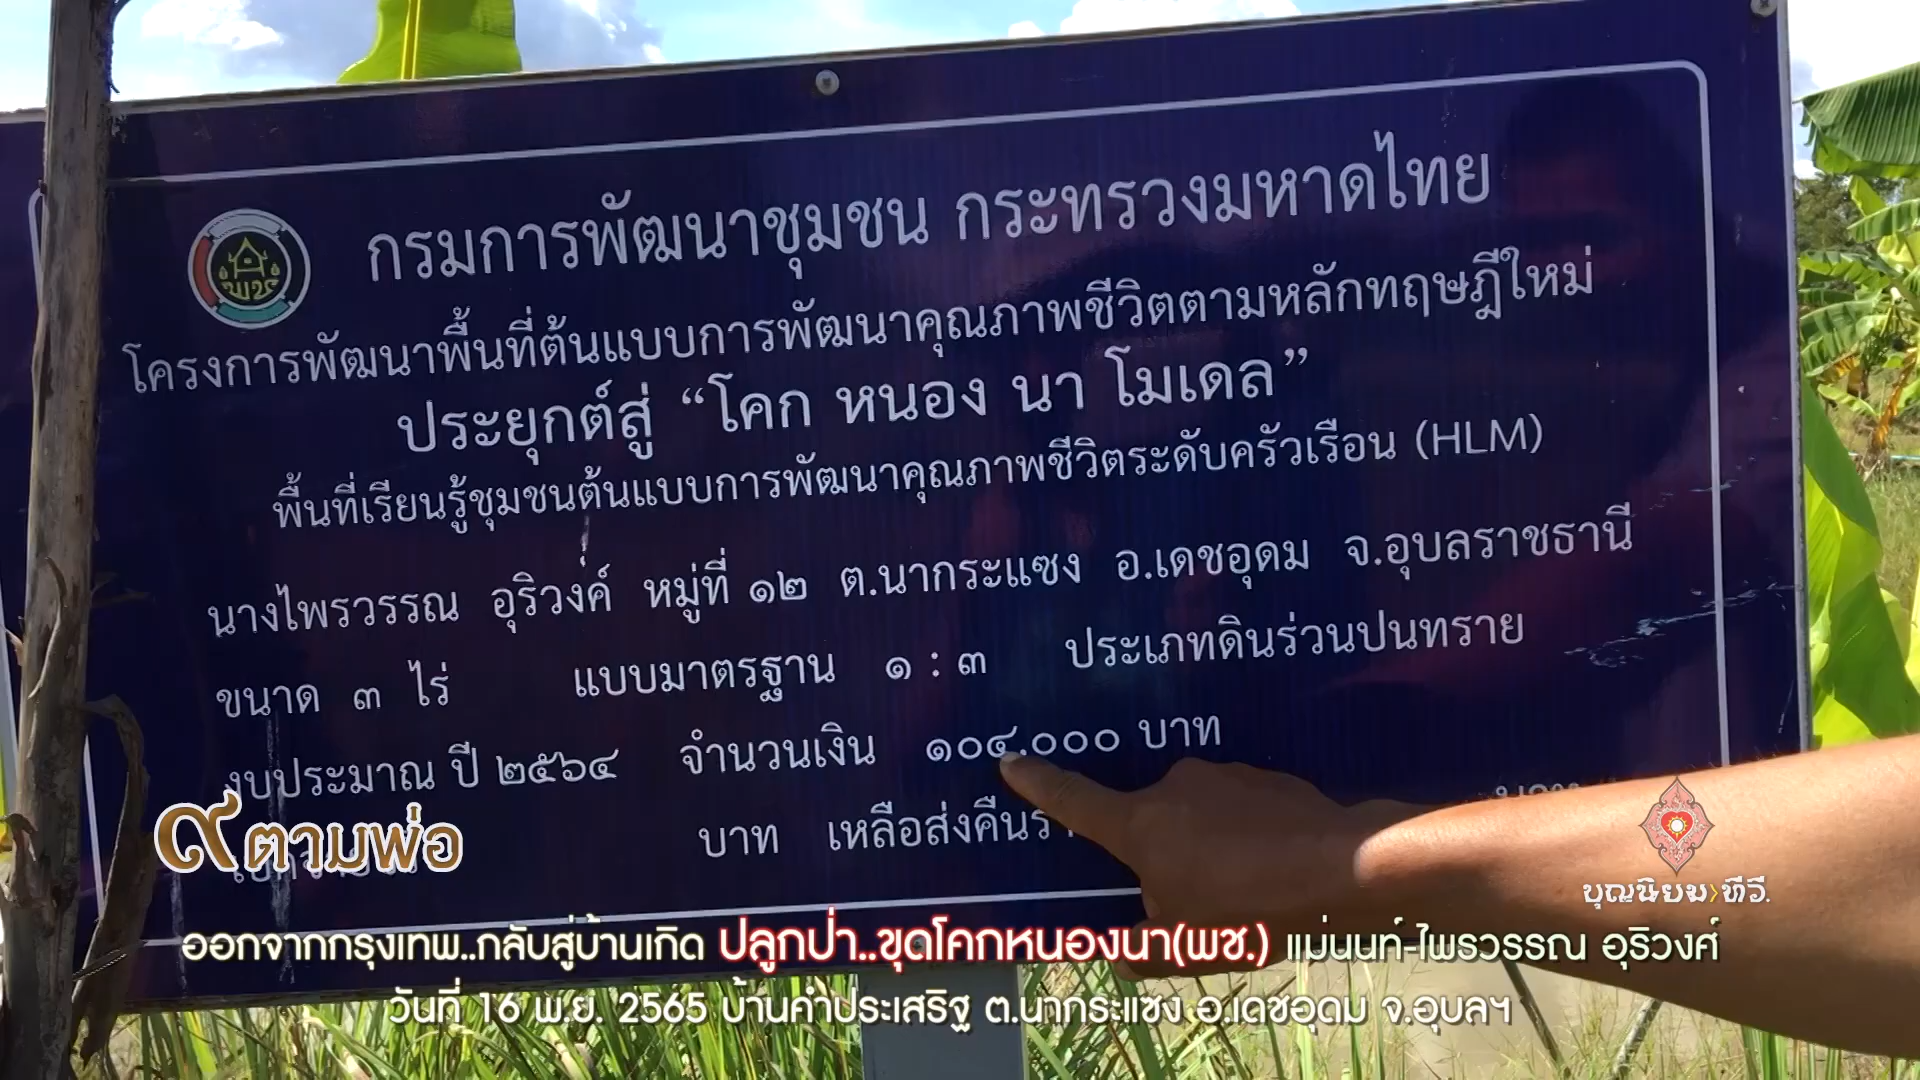 กรมการพัฒนาชุมชน กระทรวงมหาดไทย
พช
โครงการพัฒนาพื้นที่ต้นแบบการพัฒนาคุณภาพชีวิตตามหลักทฤษฎีใหม่
ประยุกต์สู่ “โคก หนอง นา โมเดล”
พื้นที่เรียนรู้ชุมชนต้นแบบการพัฒนาคุณภาพชีวิตระดับครัวเรือน (HLM)
นางไพรวรรณ อุริวงค์ หมู่ที่ ๑๒ ต.นากระแซง อ.เดชอุดม จ.อุบลราชธานี
ขนาด ๓ ไร่ แบบมาตรฐาน ๑ : ๓ ประเภทดินร่วนปนทราย
งบประมาณ ปี ๒๕๖๔ จำนวนเงิน ๑๐๔,๐๐๐ บาท
บาท เหลือส่งคืน
๙ตามพ่อ
บุญนิยมทีวี
ออกจากกรุงเทพ..กลับสู่บ้านเกิด ปลูกป่า..ขุดโคกหนองนา(พช.) แม่นนท์-ไพรวรรณ อุริวงศ์
วันที่ 16 พ.ย. 2565 บ้านคำประเสริฐ ต.นากระแซง อ.เดชอุดม จ.อุบลฯ